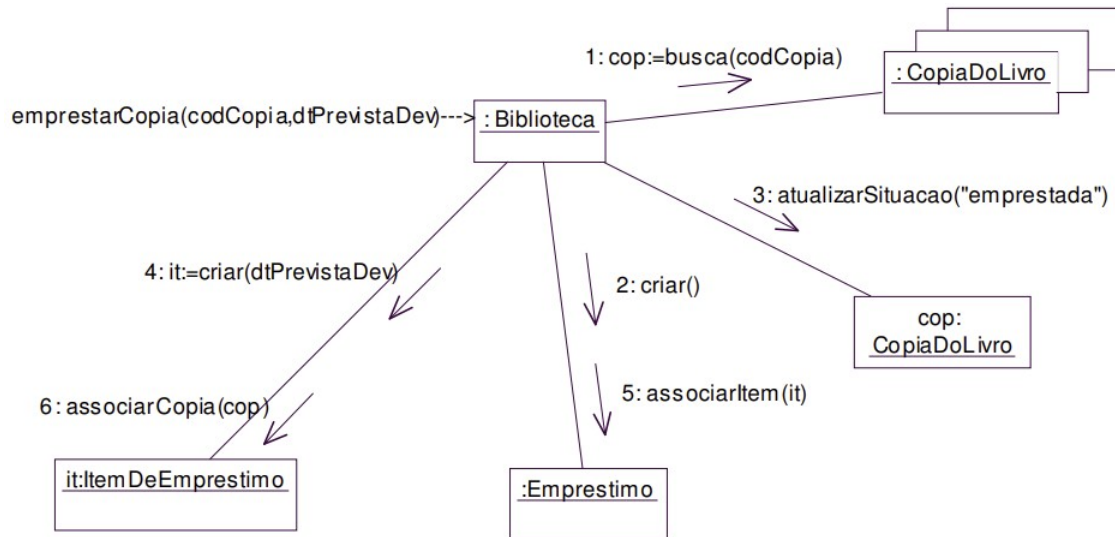 1: cop:=busca(codCopia)
: CopiaDoLivro
emprestarCopia(codCopia,dtPrevistaDev)--->
: Biblioteca
3: atualizarSituacao("emprestada")
4: it:=criar(dtPrevistaDev)
2: criar()
cop:
CopiaDoLivro
5: associarItem(it)
6: associarCopia(cop)
it:ItemDeEmprestimo
:Emprestimo